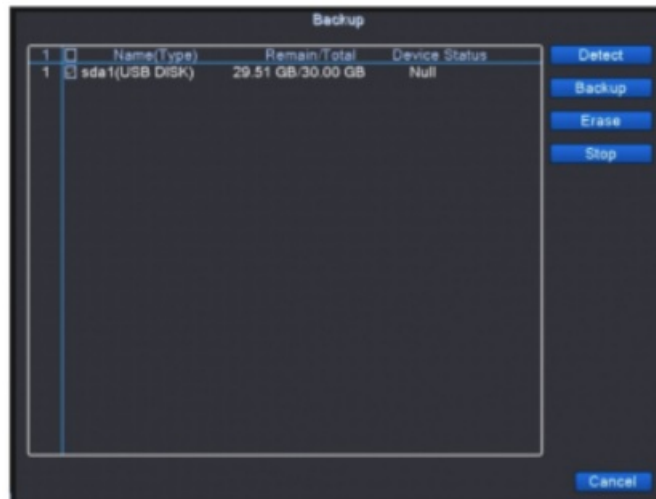 Backup
1 Name(Type) Remain/Total Device Status
1 sda1(USB DISK) 29.51 GB/30.00 GB Null
Detect
Backup
Erase
Stop
Cancel